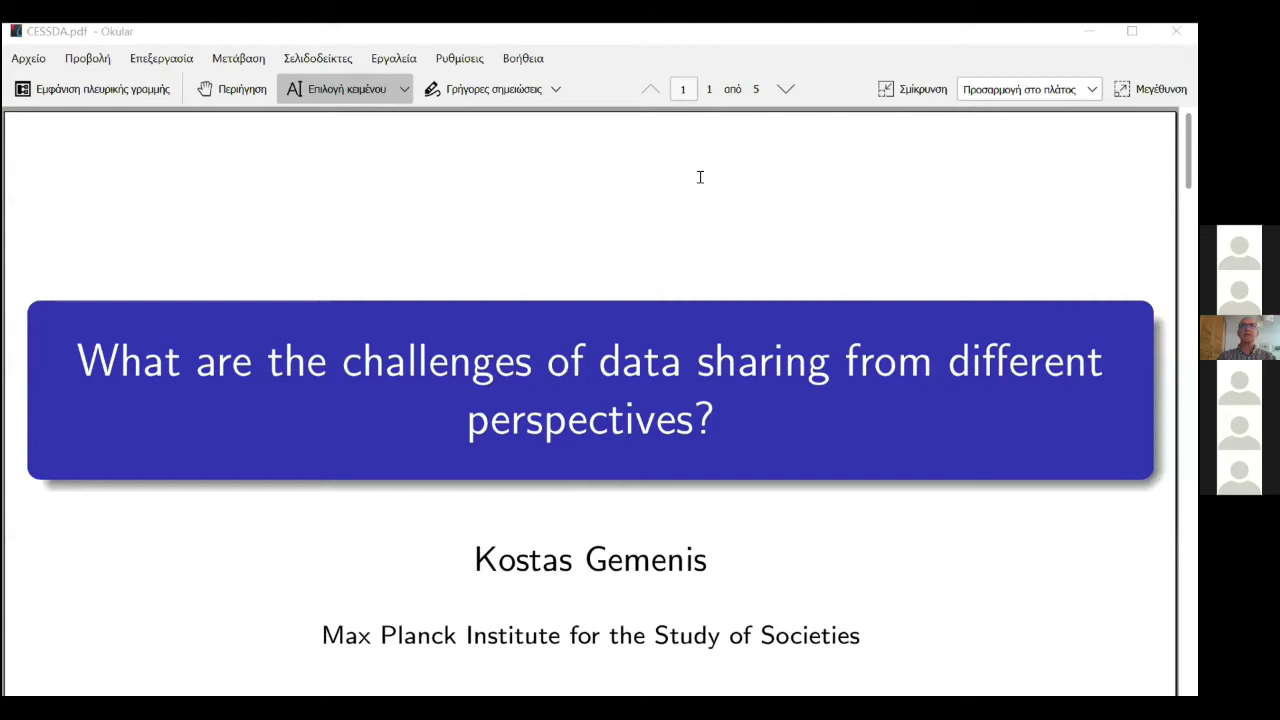 CESSDA.pdf - Okular
Αρχείο Προβολή Επεξεργασία Μετάβαση Σελιδοδείκτες Εργαλεία Ρυθμίσεις Βοήθεια
Εμφάνιση πλευρικής γραμμής Περιήγηση Επιλογή κειμένου Γρήγορες σημειώσεις 1 1 από 5 Σμίκρυνση Προσαρμογή στο πλάτος Μεγέθυνση
What are the challenges of data sharing from different
perspectives?
Kostas Gemenis
Max Planck Institute for the Study of Societies